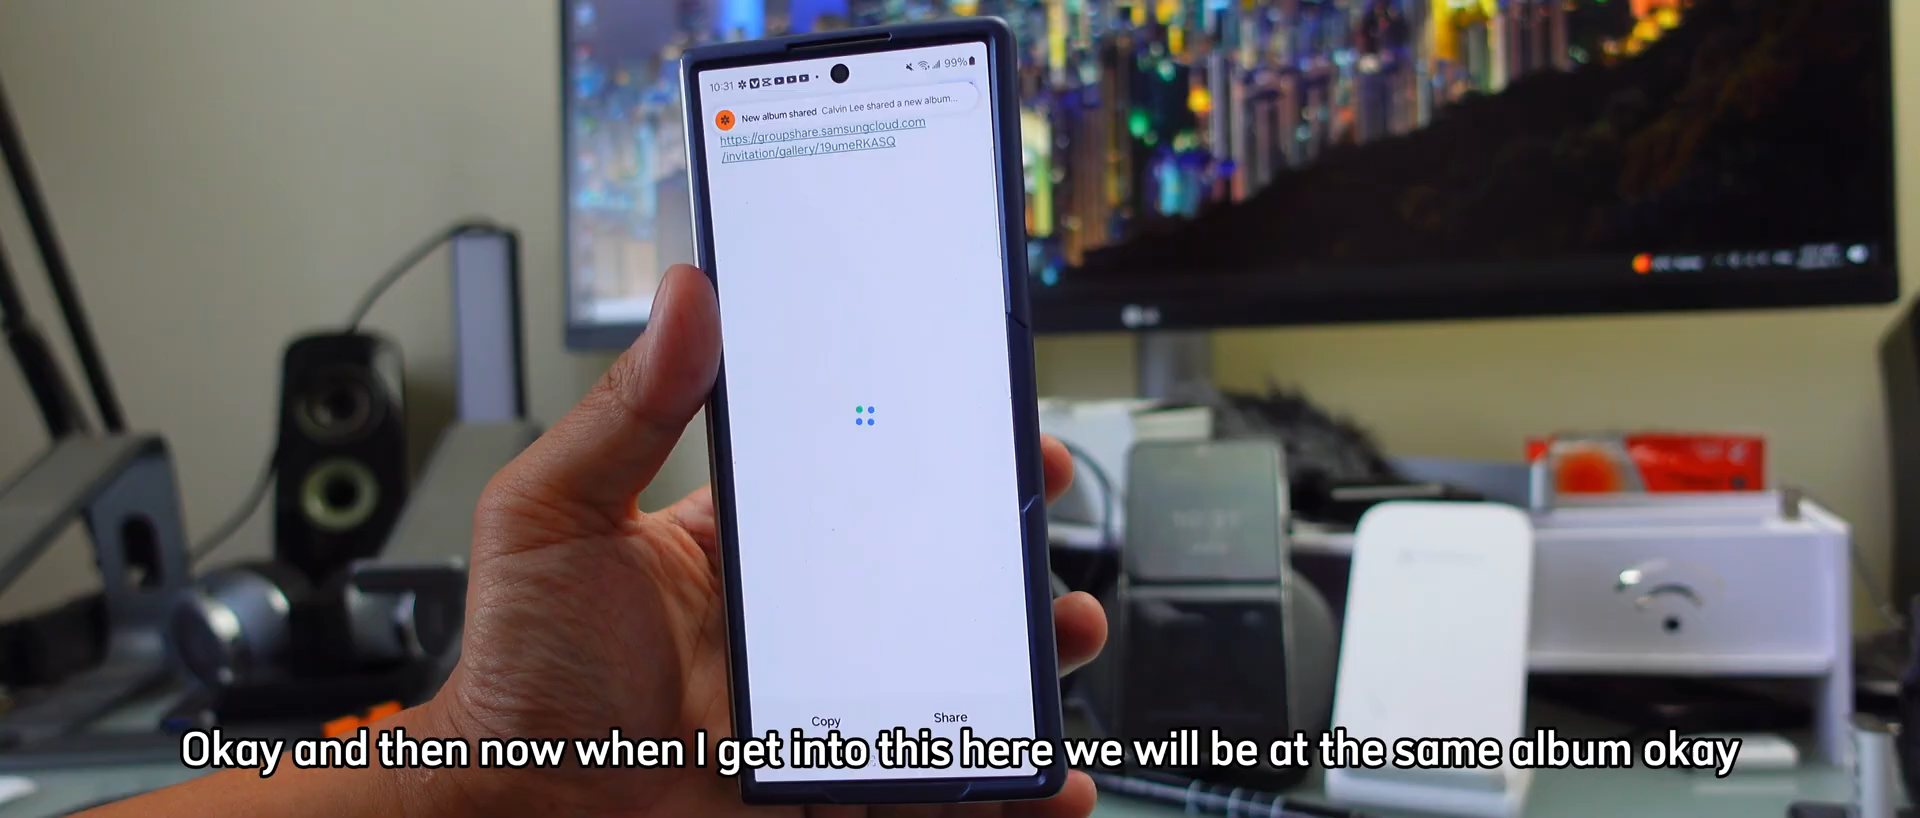 10:31
99%
New album shared Calvin Lee shared a new album...
https://groupshare.samsungcloud.com
/invitation/gallery/19umeRKASQ
Copy Share
Okay and then now when I get into this here we will be at the same album okay